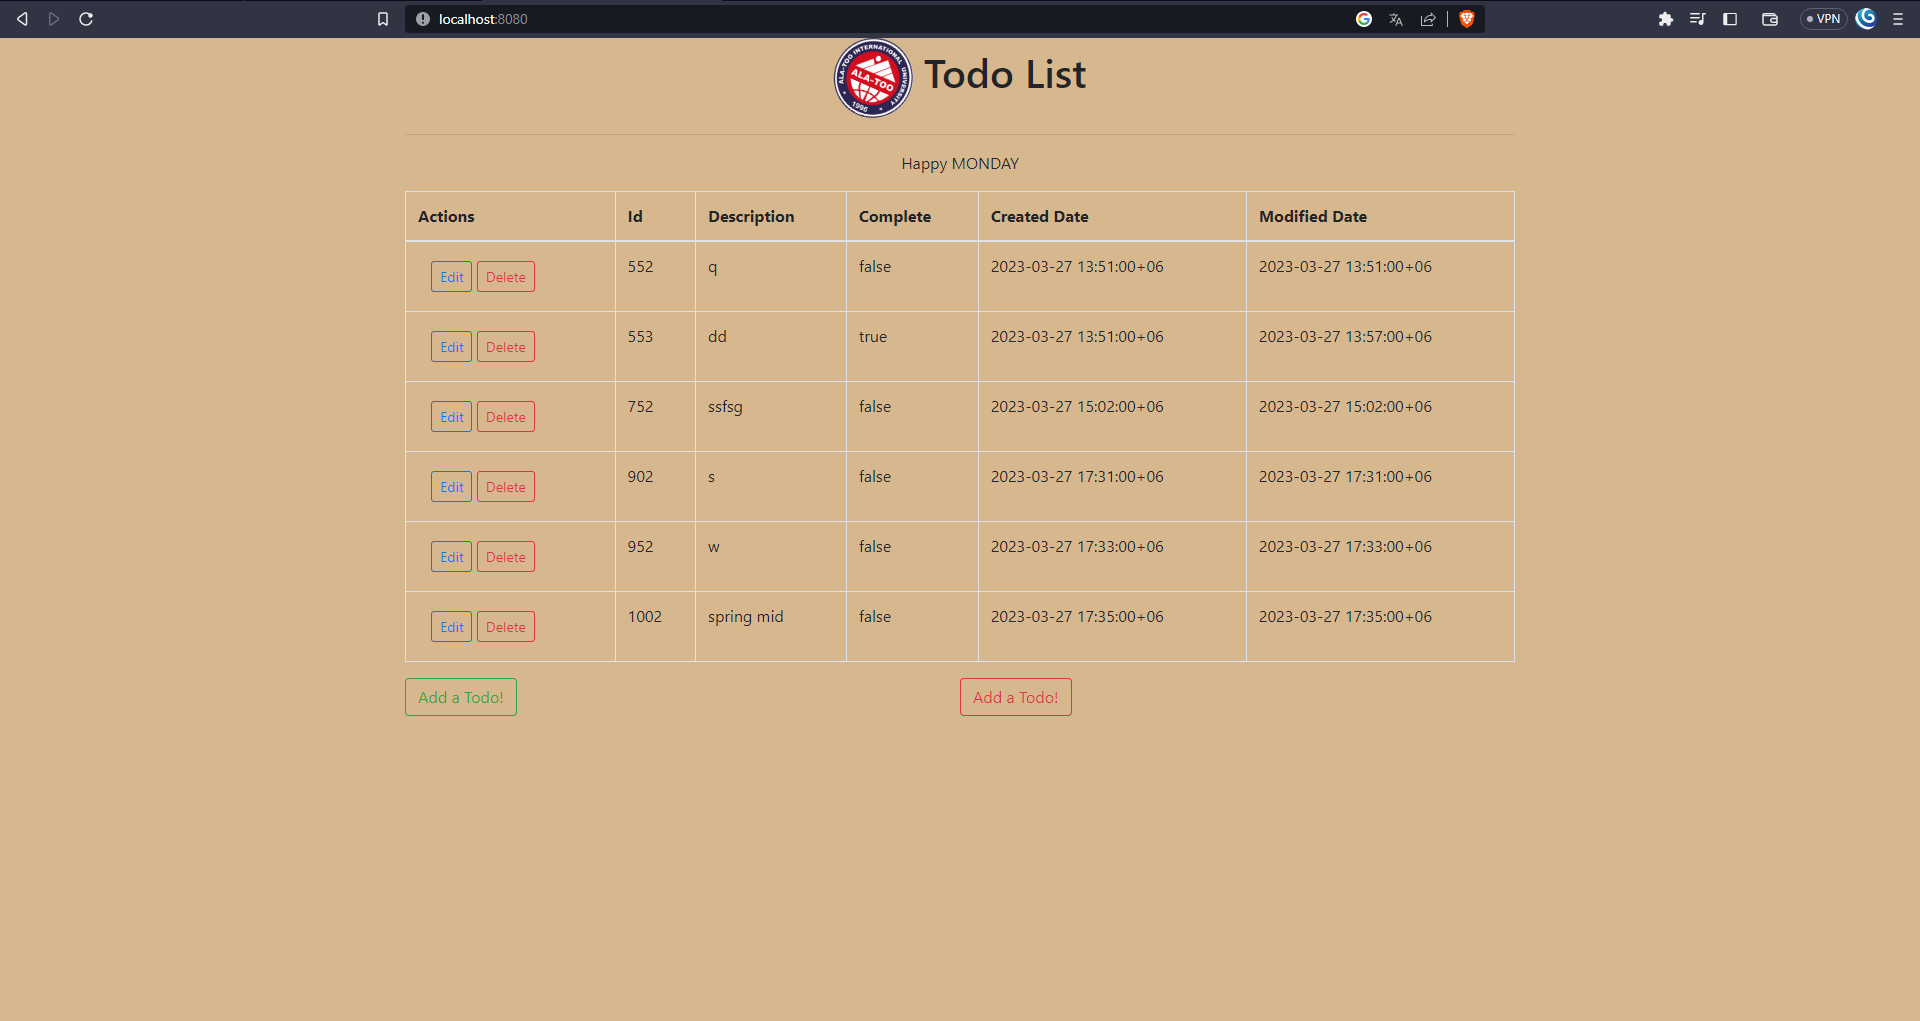 localhost:8080
VPN
ALA-TOO INTERNATIONAL UNIVERSITY
ALA-TOO
1996
Todo List
Happy MONDAY
Actions Id Description Complete Created Date Modified Date
Edit Delete 552 q false 2023-03-27 13:51:00+06 2023-03-27 13:51:00+06
Edit Delete 553 dd true 2023-03-27 13:51:00+06 2023-03-27 13:57:00+06
Edit Delete 752 ssfsg false 2023-03-27 15:02:00+06 2023-03-27 15:02:00+06
Edit Delete 902 s false 2023-03-27 17:31:00+06 2023-03-27 17:31:00+06
Edit Delete 952 w false 2023-03-27 17:33:00+06 2023-03-27 17:33:00+06
Edit Delete 1002 spring mid false 2023-03-27 17:35:00+06 2023-03-27 17:35:00+06
Add a Todo! Add a Todo!